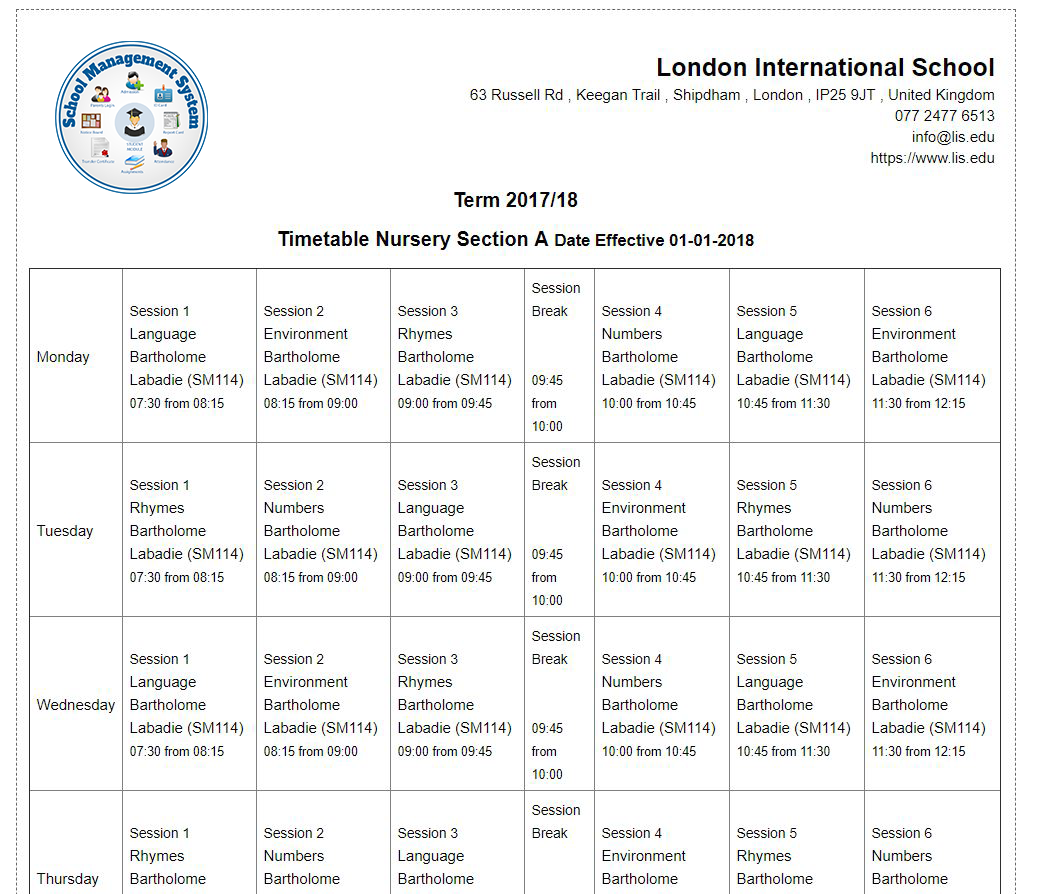 School Management System
London International School
63 Russell Rd , Keegan Trail , Shipdham , London , IP25 9JT , United Kingdom
077 2477 6513
info@lis.edu
https://www.lis.edu
Term 2017/18
Timetable Nursery Section A Date Effective 01-01-2018
Monday
Session 1
Language
Bartholome
Labadie (SM114)
07:30 from 08:15
Session 2
Environment
Bartholome
Labadie (SM114)
08:15 from 09:00
Session 3
Rhymes
Bartholome
Labadie (SM114)
09:00 from 09:45
Session
Break
09:45
from
10:00
Session 4
Numbers
Bartholome
Labadie (SM114)
10:00 from 10:45
Session 5
Language
Bartholome
Labadie (SM114)
10:45 from 11:30
Session 6
Environment
Bartholome
Labadie (SM114)
11:30 from 12:15
Tuesday
Session 1
Rhymes
Bartholome
Labadie (SM114)
07:30 from 08:15
Session 2
Numbers
Bartholome
Labadie (SM114)
08:15 from 09:00
Session 3
Language
Bartholome
Labadie (SM114)
09:00 from 09:45
Session
Break
09:45
from
10:00
Session 4
Environment
Bartholome
Labadie (SM114)
10:00 from 10:45
Session 5
Rhymes
Bartholome
Labadie (SM114)
10:45 from 11:30
Session 6
Numbers
Bartholome
Labadie (SM114)
11:30 from 12:15
Wednesday
Session 1
Language
Bartholome
Labadie (SM114)
07:30 from 08:15
Session 2
Environment
Bartholome
Labadie (SM114)
08:15 from 09:00
Session 3
Rhymes
Bartholome
Labadie (SM114)
09:00 from 09:45
Session
Break
09:45
from
10:00
Session 4
Numbers
Bartholome
Labadie (SM114)
10:00 from 10:45
Session 5
Language
Bartholome
Labadie (SM114)
10:45 from 11:30
Session 6
Environment
Bartholome
Labadie (SM114)
11:30 from 12:15
Thursday
Session 1
Rhymes
Bartholome
Session 2
Numbers
Bartholome
Session 3
Language
Bartholome
Session
Break
Session 4
Environment
Bartholome
Session 5
Rhymes
Bartholome
Session 6
Numbers
Bartholome